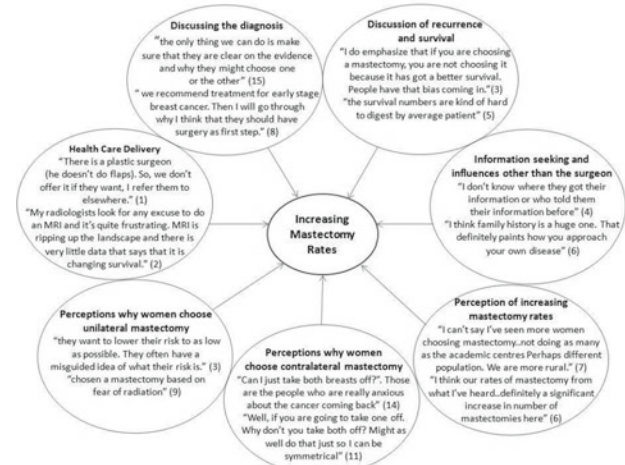 Discussing the diagnosis
"the only thing we can do is make
sure that they are clear on the evidence
and why they might choose one
or the other" (15)
" we recommend treatment for early stage
breast cancer. Then I will go through
why I think that they should have
surgery as first step." (8)
Discussion of recurrence
and survival
"I do emphasize that if you are choosing
a mastectomy, you are not choosing it
because it has got a better survival.
People have that bias coming in."(3)
"the survival numbers are kind of hard
to digest by average patient"
(5)
Health Care Delivery
"There is a plastic surgeon
(he doesn't do flaps). So, we don't
offer it if they want, I refer them to
elsewhere." (1)
"My radiologists look for any excuse to do
an MRI and it's quite frustrating. MRI is
ripping up the landscape and there is
very little data that says that it is
changing survival." (2)
Increasing
Mastectomy
Rates
Information seeking and
influences other than the surgeon
"I don't know where they got their
information or who told them
their information before" (4)
"I think family history is a huge one. That
definitely paints how you approach
your own disease" (6)
Perceptions why women choose
unilateral mastectomy
"they want to lower their risk to as low
as possible. They often have a
misguided idea of what their risk is." (3)
"chosen a mastectomy based on
fear of radiation"
(9)
Perceptions why women
choose contralateral mastectomy
"Can I just take both breasts off?". Those
are the people who are really anxious
about the cancer coming back" (14)
"Well, if you are going to take one off.
Why don't you take both off? Might as
well do that just so I can be
symmetrical"
(11)
Perception of increasing
mastectomy rates
"I can't say I've seen more women
choosing mastectomy..not doing as many
as the academic centres Perhaps different
population. We are more rural." (7)
"I think our rates of mastectomy from
what I've heard..definitely a significant
increase in number of
mastectomies here"
(6)